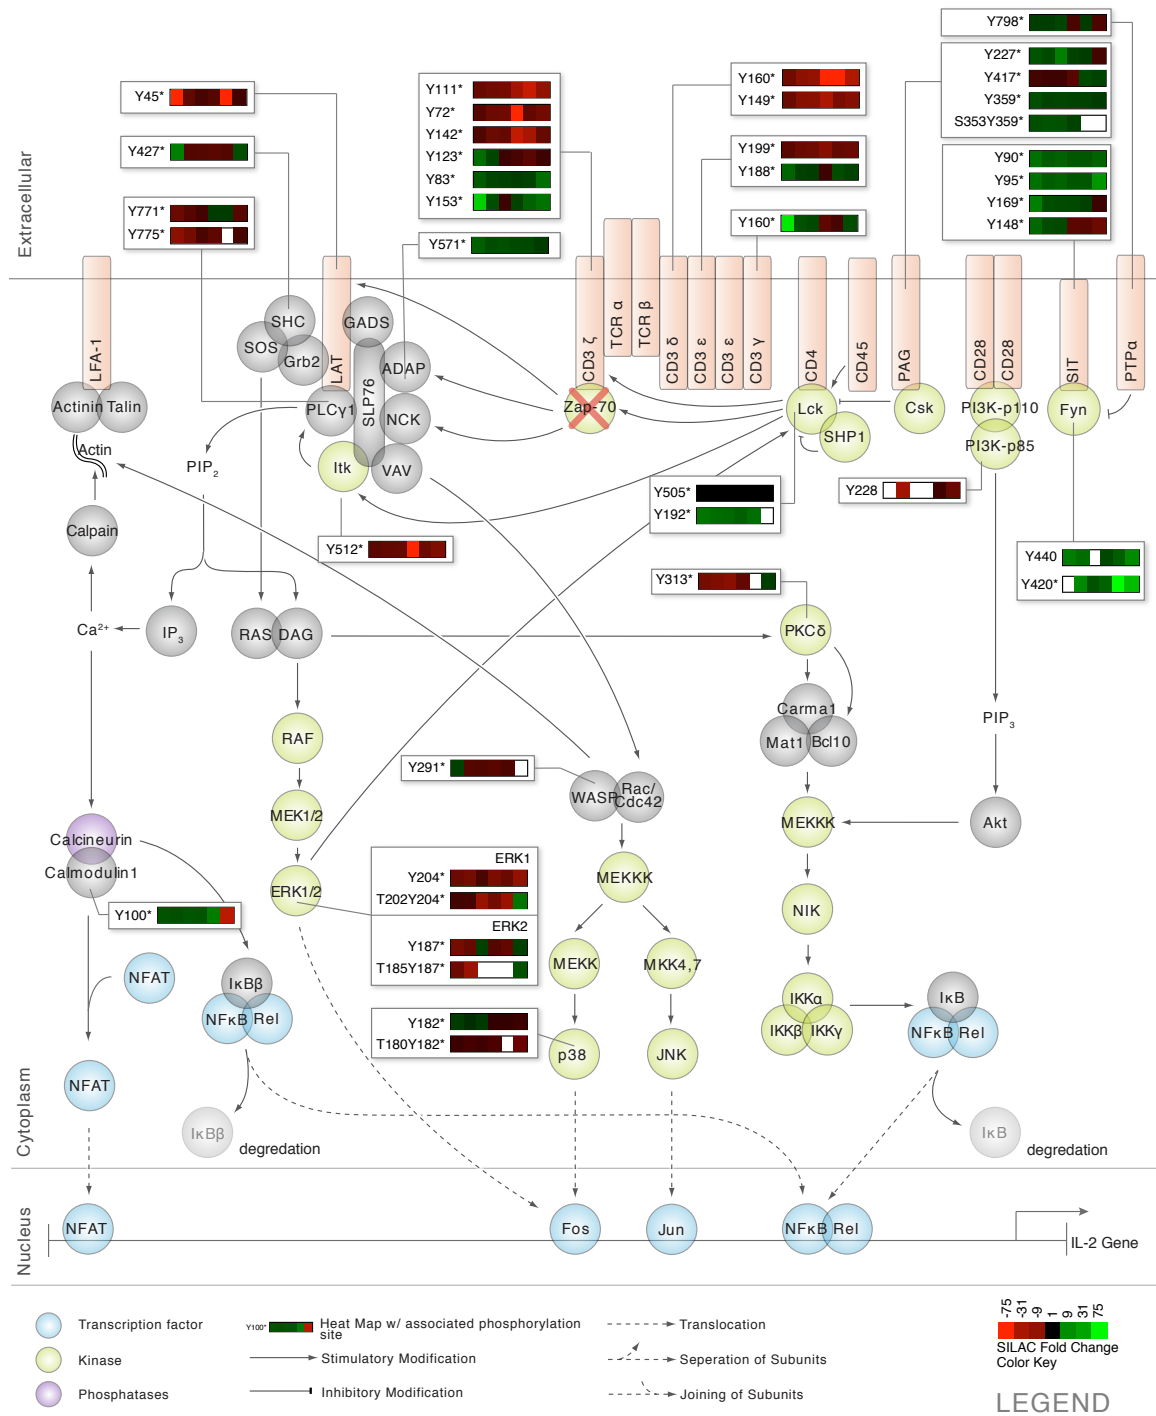 Y798*
Y227*
Y417*
Y359*
S353Y359*
Y90*
Y95*
Y169*
Y148*
Y45*
Y427*
Y771*
Y775*
Y111*
Y72*
Y142*
Y123*
Y83*
Y153*
Y571*
Y160*
Y149*
Y199*
Y188*
Y160*
Extracellular
LFA-1
LAT
CD3 ζ
TCR α
TCR β
CD3 δ
CD3 ε
CD3 ε
CD3 γ
CD4
CD45
PAG
CD28
CD28
SIT
PTPα
SHC
SOS
Grb2
GADS
ADAP
SLP76
NCK
VAV
PLCγ1
Itk
Actinin
Talin
Actin
Zap-70
Lck
SHP1
Csk
PI3K-p110
PI3K-p85
Fyn
PIP2
Calpain
Y512*
Y505*
Y192*
Y228
Y440
Y420*
Y313*
Ca2+
IP3
RAS
DAG
PKCδ
Carma1
Mat1
Bcl10
PIP3
RAF
MEK1/2
ERK1/2
Y291*
WASP
Rac/
Cdc42
MEKKK
Akt
Calcineurin
Calmodulin1
Y100*
ERK1
Y204*
T202Y204*
ERK2
Y187*
T185Y187*
MEKKK
NIK
MEKK
MKK4,7
NFAT
IκBβ
NFκB
Rel
Y182*
T180Y182*
p38
JNK
IKKα
IKKβ
IKKγ
IκB
NFκB
Rel
NFAT
Cytoplasm
IκBβ
degredation
IκB
degredation
Nucleus
NFAT
Fos
Jun
NFκB
Rel
IL-2 Gene
Transcription factor
Kinase
Phosphatases
Y100*
Heat Map w/ associated phosphorylation
site
Stimulatory Modification
Inhibitory Modification
Translocation
Seperation of Subunits
Joining of Subunits
-75
-31
-9
1
9
31
75
SILAC Fold Change
Color Key
LEGEND